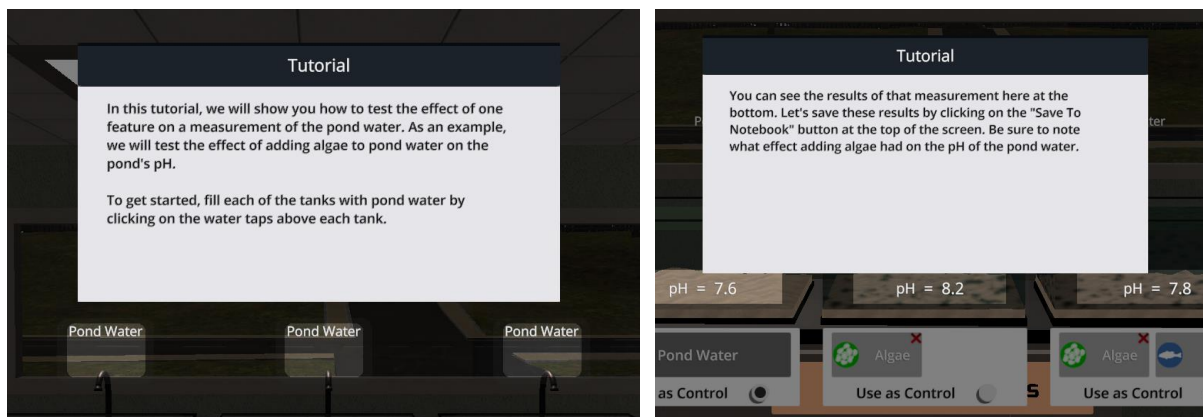 Tutorial
In this tutorial, we will show you how to test the effect of one
feature on a measurement of the pond water. As an example,
we will test the effect of adding algae to pond water on the
pond's pH.
To get started, fill each of the tanks with pond water by
clicking on the water taps above each tank.
Pond Water
Pond Water
Pond Water
Tutorial
You can see the results of that measurement here at the
bottom. Let's save these results by clicking on the "Save To
Notebook" button at the top of the screen. Be sure to note
what effect adding algae had on the pH of the pond water.
pH = 7.6
pH = 8.2
pH = 7.8
Pond Water
Algae
Algae
as Control
Use as Control
Use as Control